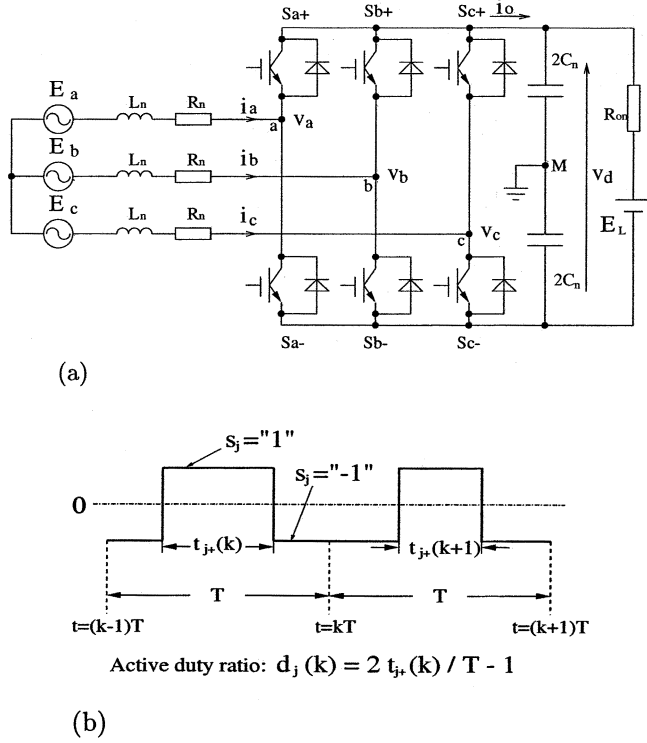 Sa+ Sb+ Sc+ io
2Cn
Ea
Ln Rn ia
a va
Ron
Eb
Ln Rn ib
b vb
M
vd
Ec
Ln Rn ic
c vc
EL
2Cn
Sa- Sb- Sc-
(a)
sj="1"
sj="-1"
0
tj+(k) tj+(k+1)
T T
t=(k-1)T t=kT t=(k+1)T
Active duty ratio: dj(k) = 2 tj+(k) / T - 1
(b)